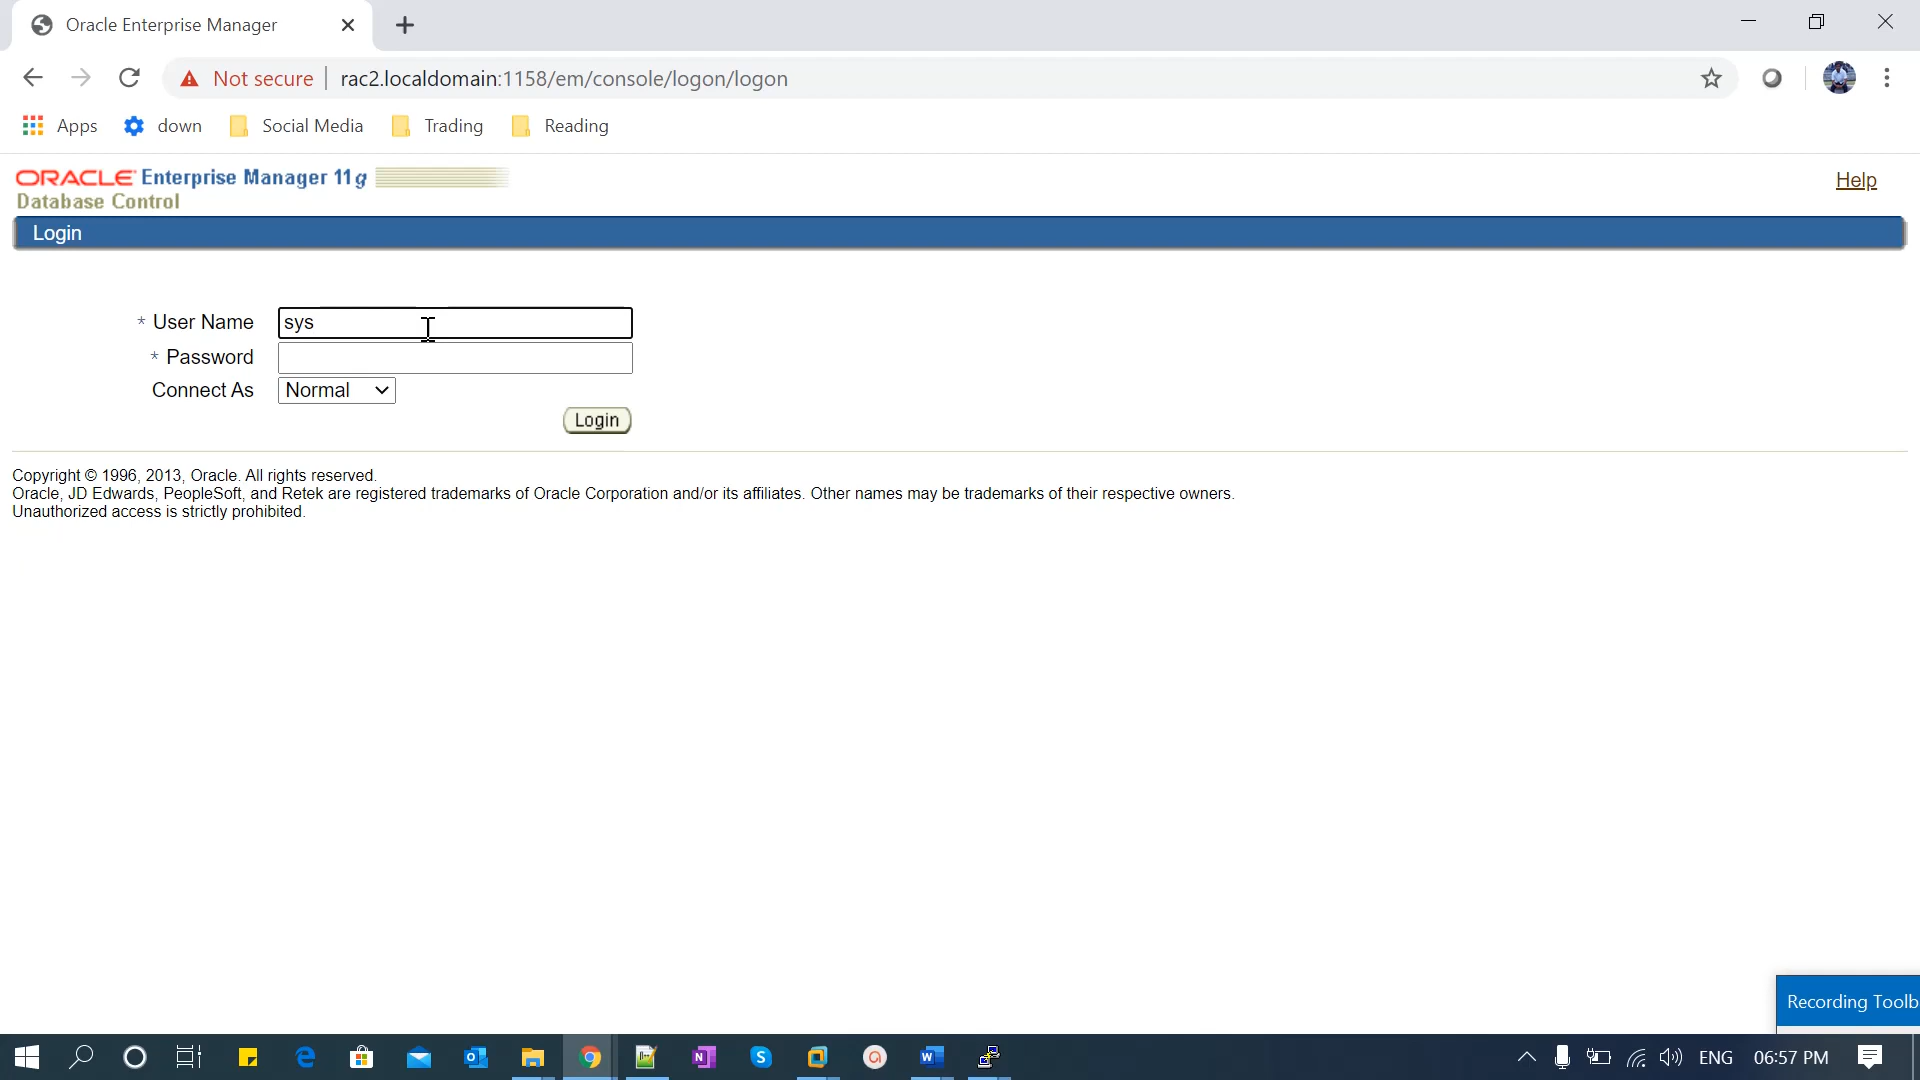 Oracle Enterprise Manager
Not secure rac2.localdomain:1158/em/console/logon/logon
Apps down Social Media Trading Reading
ORACLE Enterprise Manager 11g
Database Control
Help
Login
* User Name sys
* Password
Connect As Normal
Login
Copyright © 1996, 2013, Oracle. All rights reserved.
Oracle, JD Edwards, PeopleSoft, and Retek are registered trademarks of Oracle Corporation and/or its affiliates. Other names may be trademarks of their respective owners.
Unauthorized access is strictly prohibited.
Recording Toolb
ENG 06:57 PM